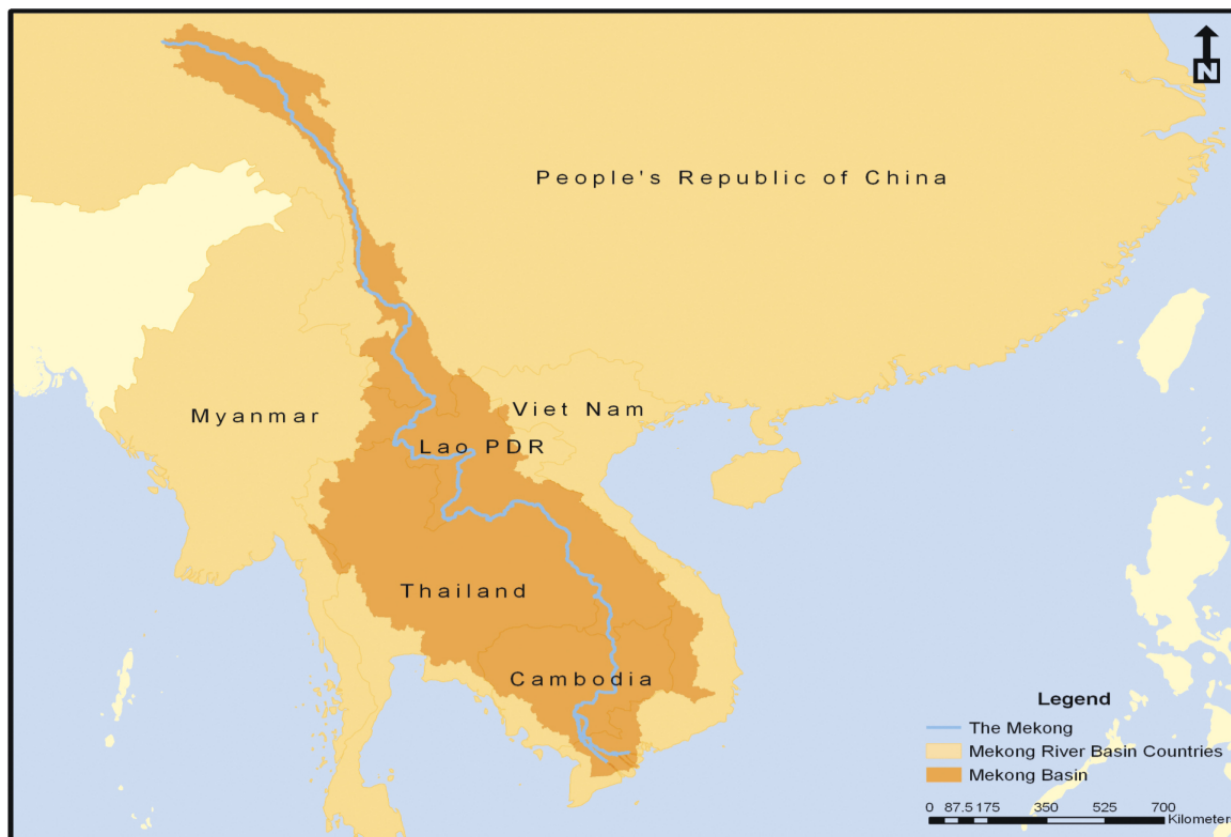 N
People's Republic of China
Myanmar
Viet Nam
Lao PDR
Thailand
Cambodia
Legend
The Mekong
Mekong River Basin Countries
Mekong Basin
0 87.5 175 350 525 700
Kilometer